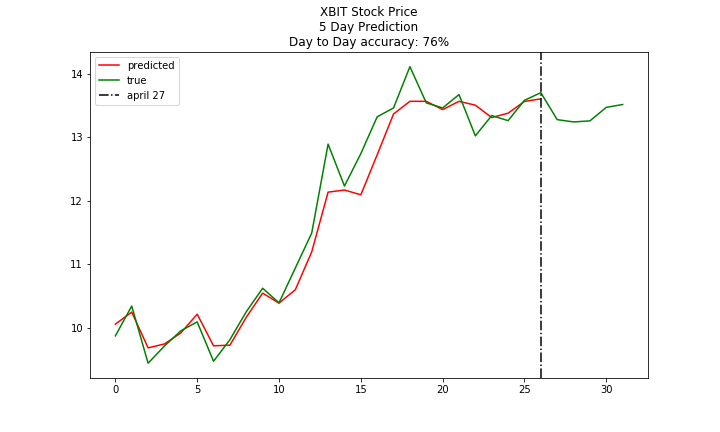 XBIT Stock Price
5 Day Prediction
Day to Day accuracy: 76%
predicted
true
april 27
14
13
12
11
10
0 5 10 15 20 25 30